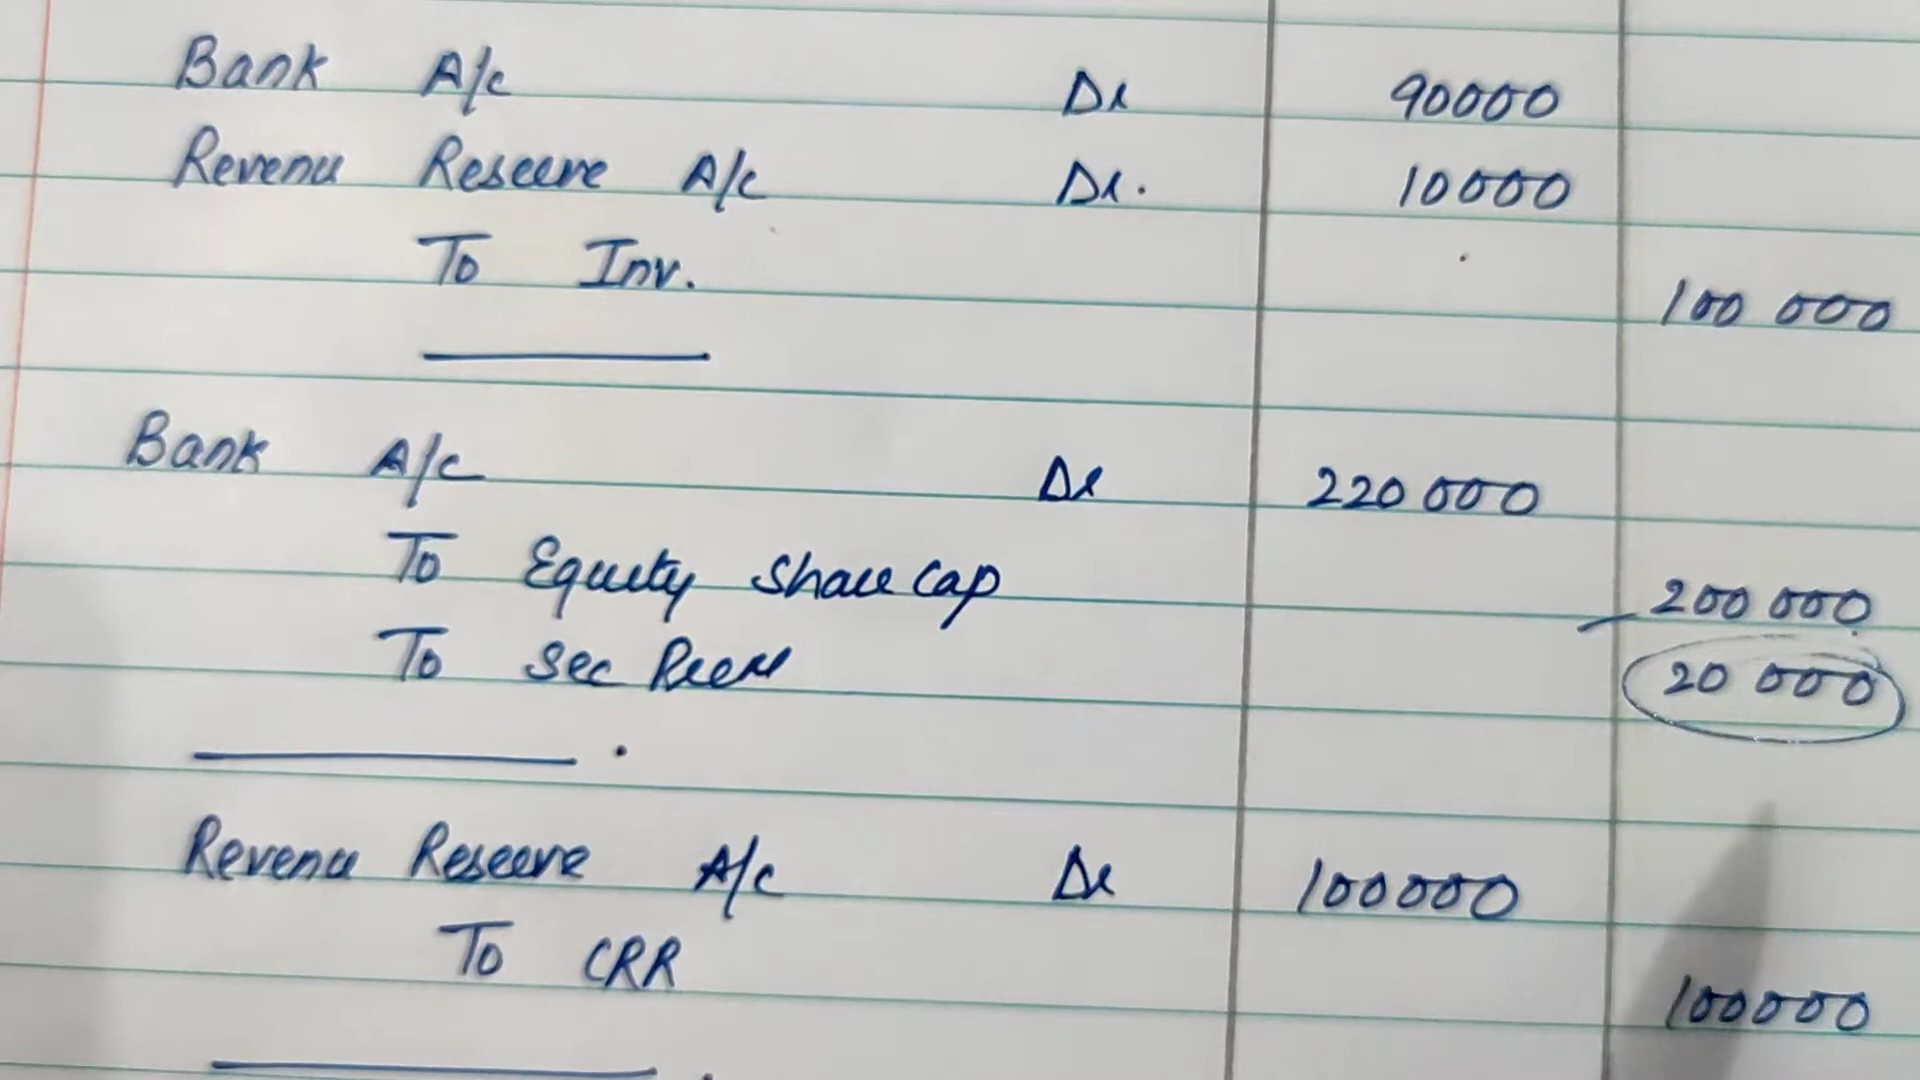 Bank A/c Dr 90000
Revenu Reserve A/c Dr. 10000
To Inv. 100 000
Bank A/c Dr 220 000
To Equity Share Cap 200 000
To Sec Prem 20 000
Revenu Reserve A/c Dr 100000
To CRR 100000